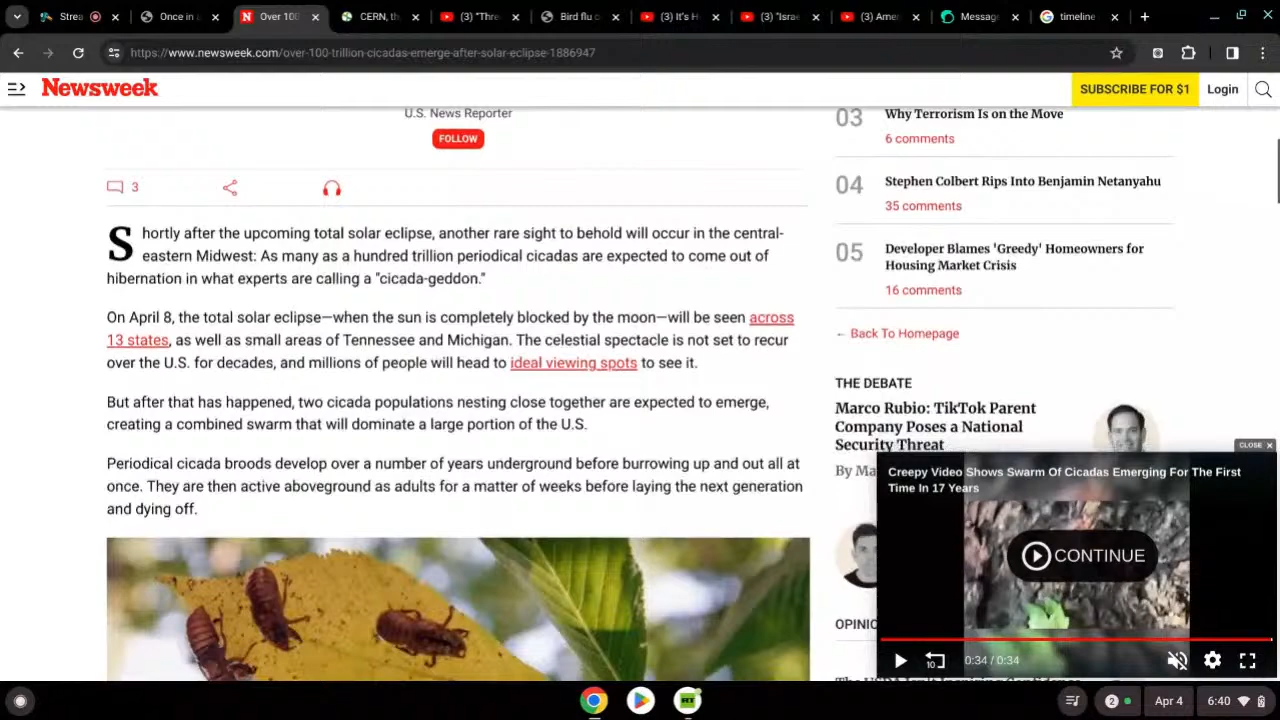 Strea
Once in a
Over 100
CERN, th
(3) "Thre
Bird flu o
(3) It's H
(3) "Israe
(3) Amer
Message
timeline
https://www.newsweek.com/over-100-trillion-cicadas-emerge-after-solar-eclipse-1886947
Newsweek
SUBSCRIBE FOR $1
Login
U.S. News Reporter
FOLLOW
3
Shortly after the upcoming total solar eclipse, another rare sight to behold will occur in the central-
eastern Midwest: As many as a hundred trillion periodical cicadas are expected to come out of
hibernation in what experts are calling a "cicada-geddon."
On April 8, the total solar eclipse—when the sun is completely blocked by the moon—will be seen across
13 states, as well as small areas of Tennessee and Michigan. The celestial spectacle is not set to recur
over the U.S. for decades, and millions of people will head to ideal viewing spots to see it.
But after that has happened, two cicada populations nesting close together are expected to emerge,
creating a combined swarm that will dominate a large portion of the U.S.
Periodical cicada broods develop over a number of years underground before burrowing up and out all at
once. They are then active aboveground as adults for a matter of weeks before laying the next generation
and dying off.
03
Why Terrorism Is on the Move
6 comments
04
Stephen Colbert Rips Into Benjamin Netanyahu
35 comments
05
Developer Blames 'Greedy' Homeowners for
Housing Market Crisis
16 comments
← Back To Homepage
THE DEBATE
Marco Rubio: TikTok Parent
Company Poses a National
Security Threat
By Ma
CLOSE X
Creepy Video Shows Swarm Of Cicadas Emerging For The First
Time In 17 Years
CONTINUE
OPINIO
10
0:34 / 0:34
RT
2
Apr 4
6:40